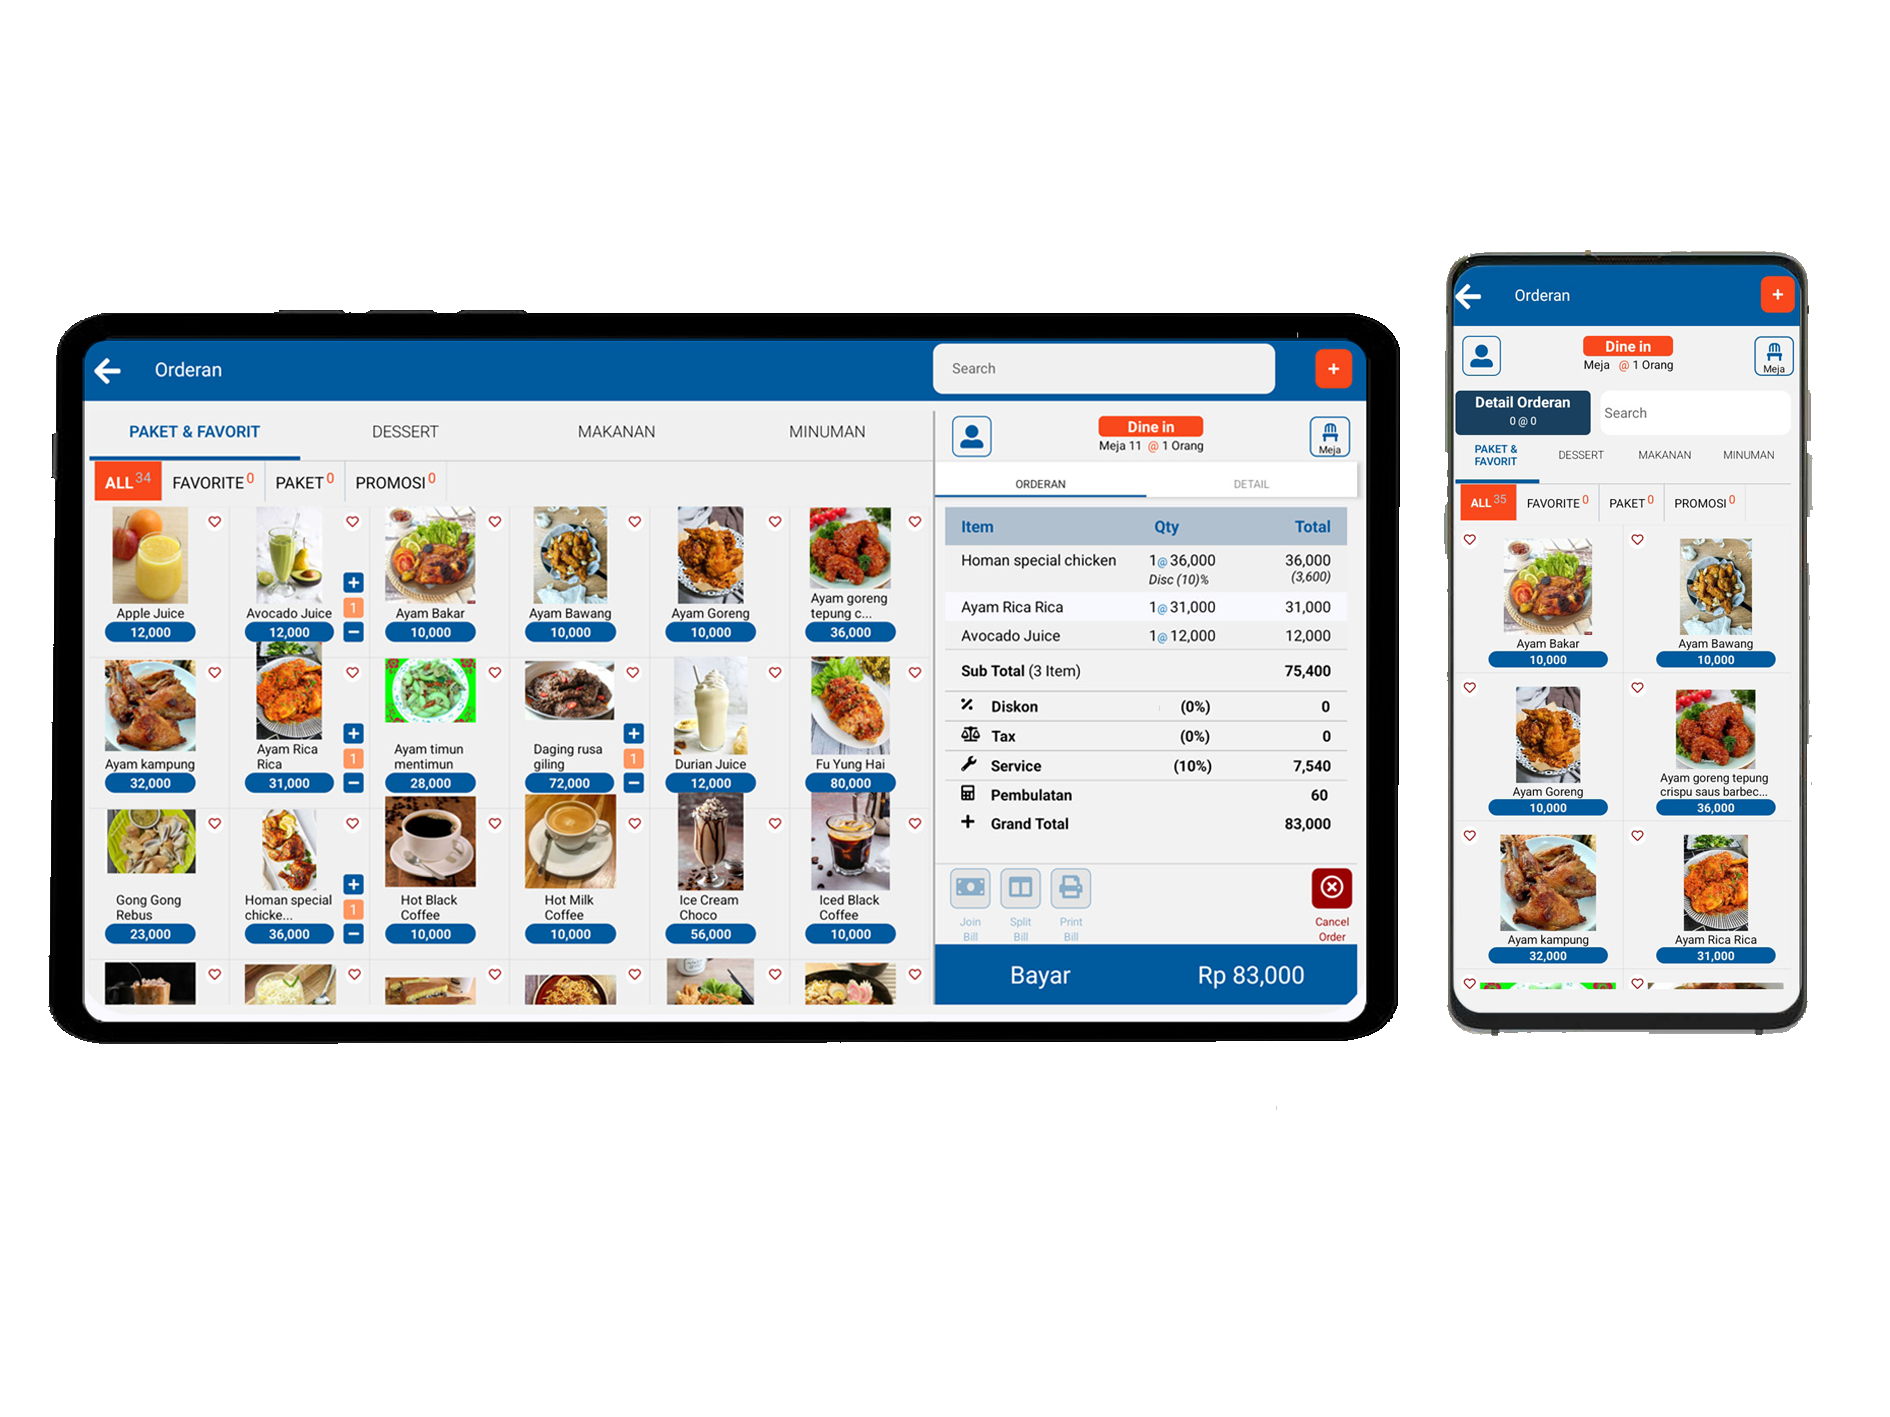 Orderan
Search
+
PAKET & FAVORIT
DESSERT
MAKANAN
MINUMAN
ALL 34
FAVORITE 0
PAKET 0
PROMOSI 0
Apple Juice
12,000
Avocado Juice
12,000
+
1
−
Ayam Bakar
10,000
Ayam Bawang
10,000
Ayam Goreng
10,000
Ayam goreng
tepung c...
36,000
Ayam kampung
32,000
Ayam Rica
Rica
31,000
+
1
−
Ayam timun
mentimun
28,000
Daging rusa
giling
72,000
+
1
−
Durian Juice
12,000
Fu Yung Hai
80,000
Gong Gong
Rebus
23,000
Homan special
chicke...
36,000
+
1
−
Hot Black
Coffee
10,000
Hot Milk
Coffee
10,000
Ice Cream
Choco
56,000
Iced Black
Coffee
10,000
Dine in
Meja 11 @ 1 Orang
Meja
ORDERAN
DETAIL
Item Qty Total
Homan special chicken 1@ 36,000 36,000
Disc (10)% (3,600)
Ayam Rica Rica 1@ 31,000 31,000
Avocado Juice 1@ 12,000 12,000
Sub Total (3 Item) 75,400
Diskon (0%) 0
Tax (0%) 0
Service (10%) 7,540
Pembulatan 60
Grand Total 83,000
Join
Bill
Split
Bill
Print
Bill
Cancel
Order
Bayar Rp 83,000
Orderan
+
Dine in
Meja @ 1 Orang
Meja
Detail Orderan
0 @ 0
Search
PAKET &
FAVORIT
DESSERT
MAKANAN
MINUMAN
ALL 35
FAVORITE 0
PAKET 0
PROMOSI 0
Ayam Bakar
10,000
Ayam Bawang
10,000
Ayam Goreng
10,000
Ayam goreng tepung
crispu saus barbec...
36,000
Ayam kampung
32,000
Ayam Rica Rica
31,000